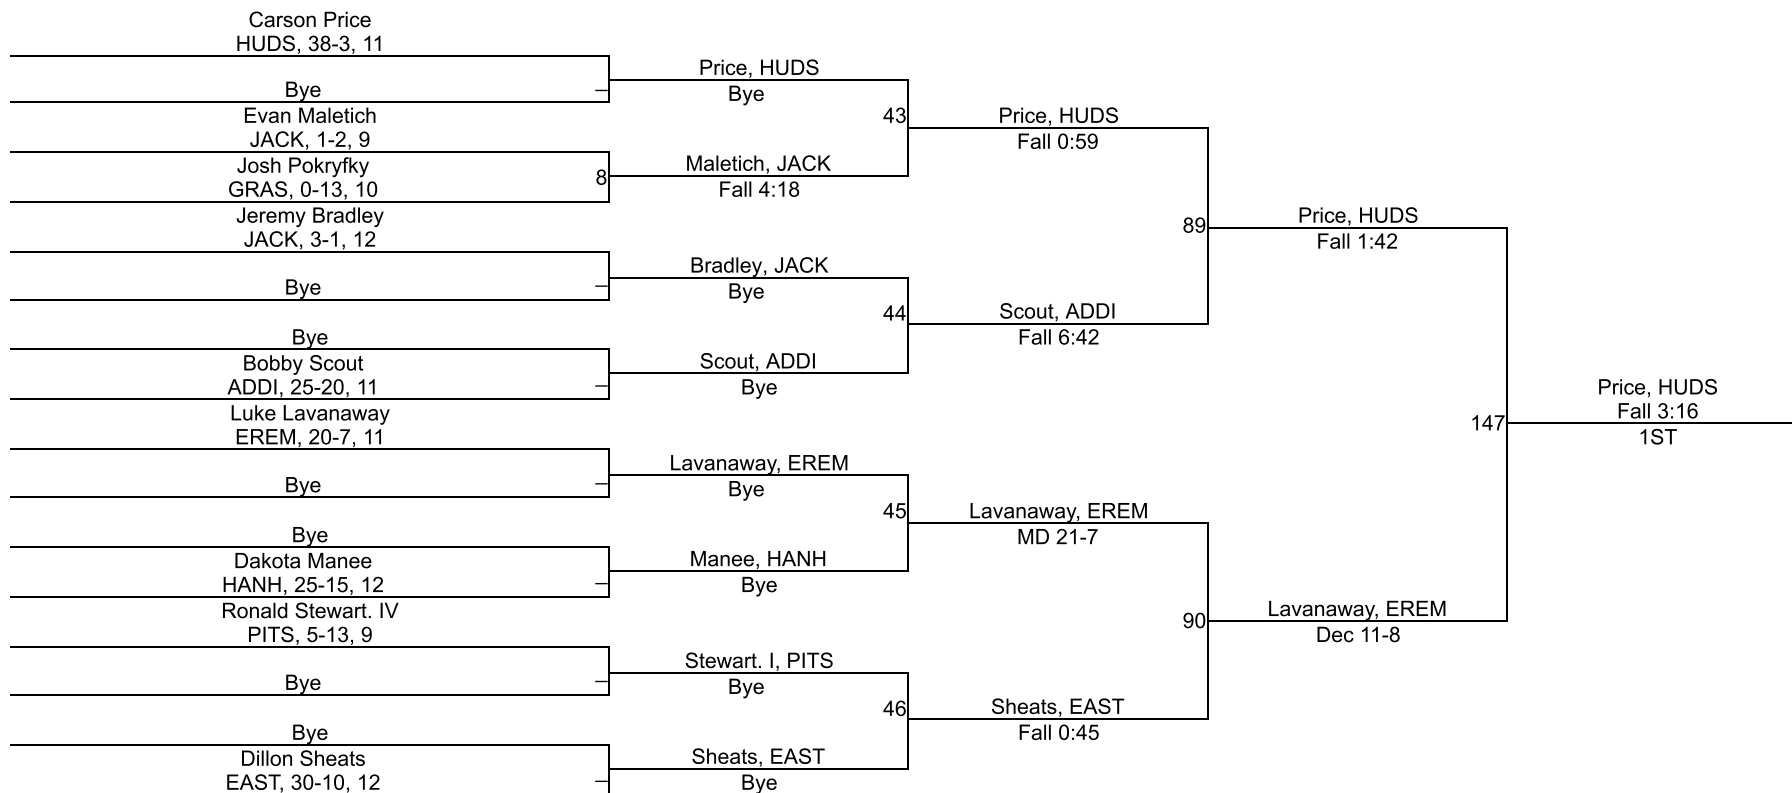 Carson Price
HUDS, 38-3, 11
Bye
Evan Maletich
JACK, 1-2, 9
Josh Pokryfky
GRAS, 0-13, 10
8
Jeremy Bradley
JACK, 3-1, 12
Bye
Bye
Bobby Scout
ADDI, 25-20, 11
Luke Lavanaway
EREM, 20-7, 11
Bye
Bye
Dakota Manee
HANH, 25-15, 12
Ronald Stewart. IV
PITS, 5-13, 9
Bye
Bye
Dillon Sheats
EAST, 30-10, 12
Price, HUDS
Bye
43
Maletich, JACK
Fall 4:18
Bradley, JACK
Bye
44
Scout, ADDI
Bye
Lavanaway, EREM
Bye
45
Manee, HANH
Bye
Stewart. I, PITS
Bye
46
Sheats, EAST
Bye
Price, HUDS
Fall 0:59
89
Scout, ADDI
Fall 6:42
Lavanaway, EREM
MD 21-7
90
Sheats, EAST
Fall 0:45
Price, HUDS
Fall 1:42
147
Lavanaway, EREM
Dec 11-8
Price, HUDS
Fall 3:16
1ST